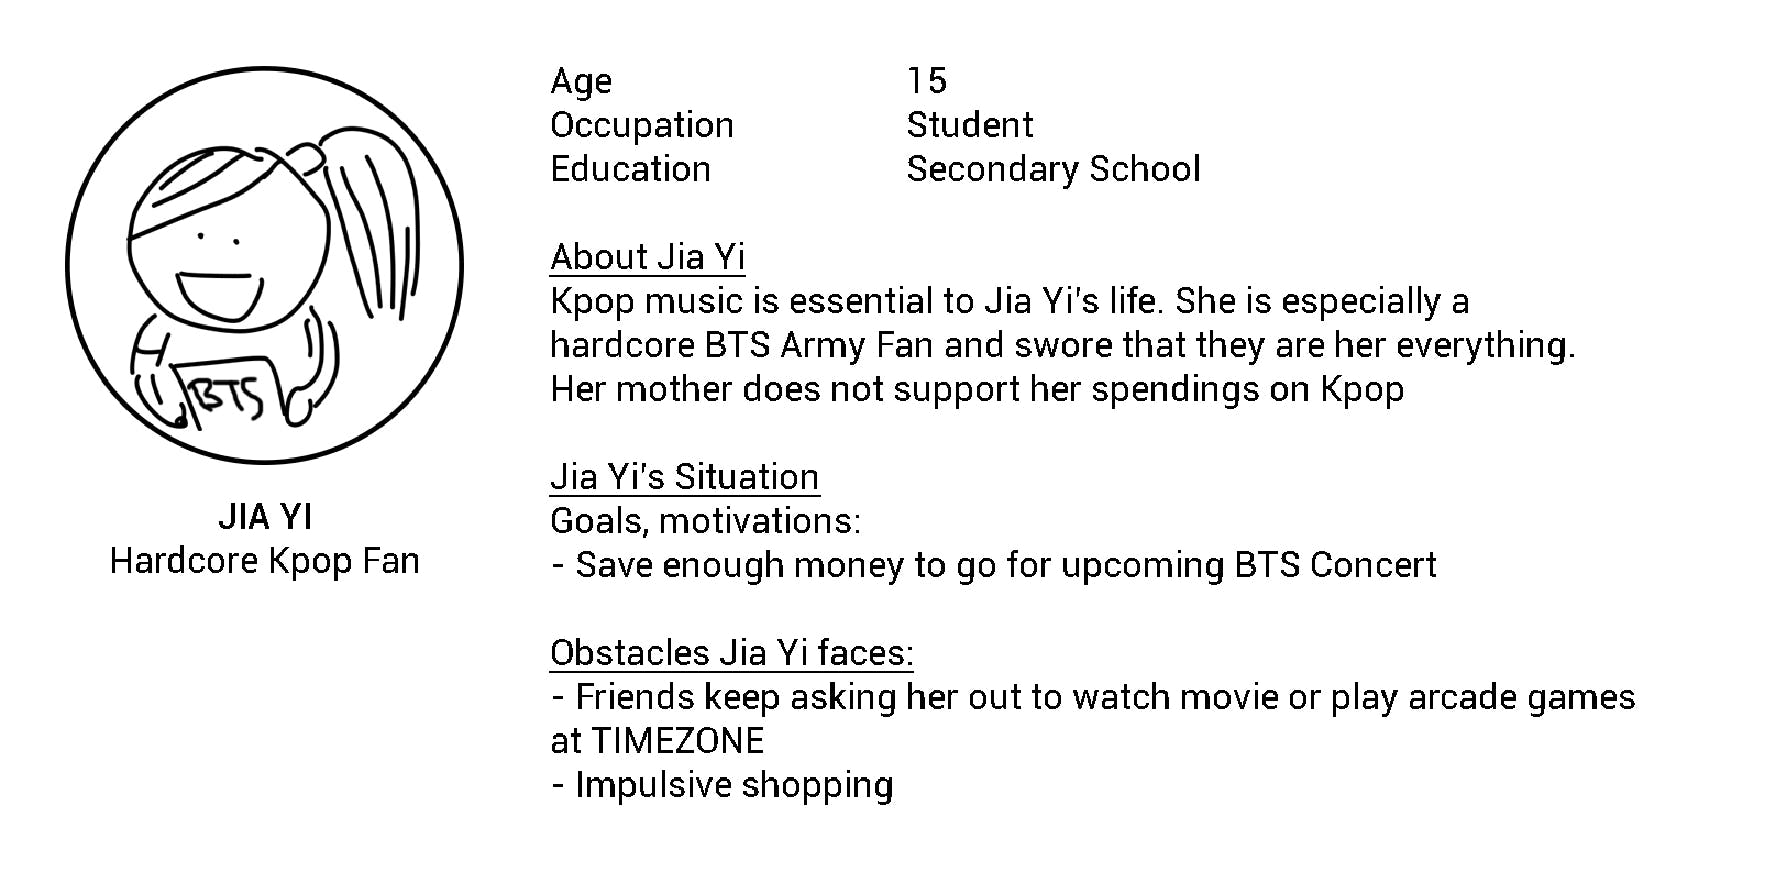 Age 15
Occupation Student
Education Secondary School
About Jia Yi
Kpop music is essential to Jia Yi's life. She is especially a
hardcore BTS Army Fan and swore that they are her everything.
Her mother does not support her spendings on Kpop
Jia Yi's Situation
Goals, motivations:
- Save enough money to go for upcoming BTS Concert
Obstacles Jia Yi faces:
- Friends keep asking her out to watch movie or play arcade games
at TIMEZONE
- Impulsive shopping
BTS
JIA YI
Hardcore Kpop Fan